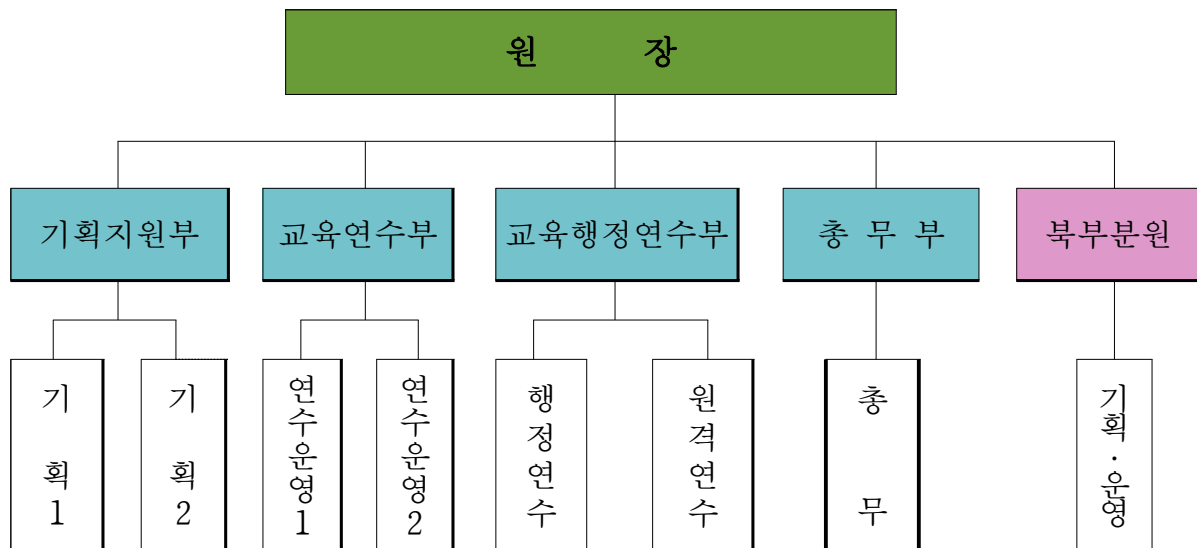 원 장
기획지원부
교육연수부
교육행정연수부
총 무 부
북부분원
기 획 1
기 획 2
연수운영1
연수운영2
행정연수
원격연수
총 무
기획·운영